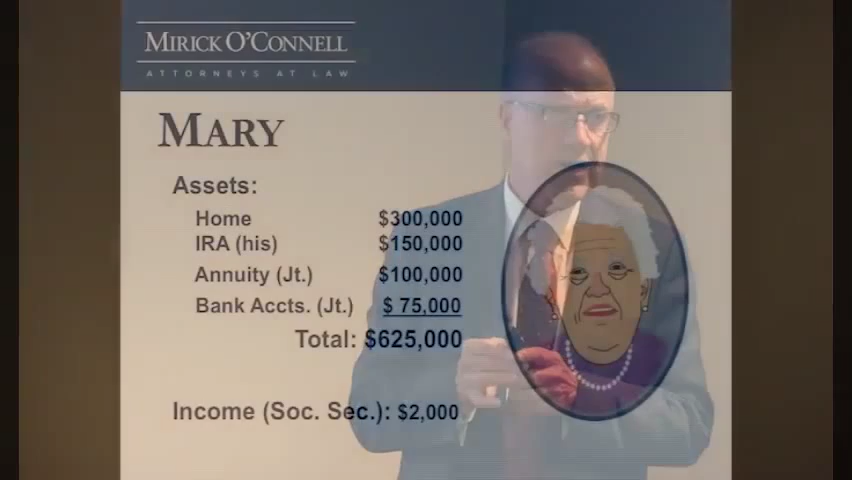 MIRICK O'CONNELL
ATTORNEYS AT LAW
MARY
Assets:
Home $300,000
IRA (his) $150,000
Annuity (Jt.) $100,000
Bank Accts. (Jt.) $ 75,000
Total: $625,000
Income (Soc. Sec.): $2,000